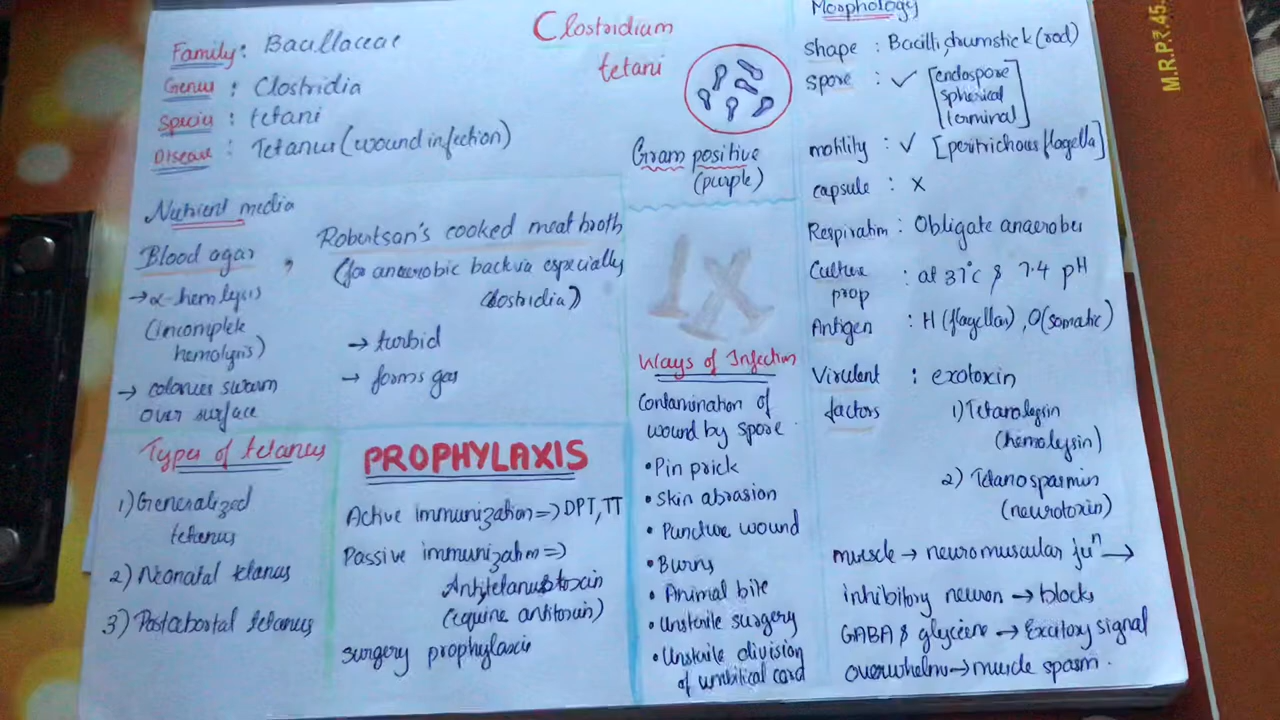 Clostridium
tetani
Family : Bacillaceae
Genus : Clostridia
Species : tetani
Disease : Tetanus (wound infection)
Gram positive
(purple)
Nutrient media
Blood agar ,
→ α-hemlysis
(incomplete
hemolysis)
→ colonies swarm
over surface
Robertson's cooked meat broth
(for anaerobic bacteria especially
Clostridia)
→ turbid
→ forms gas
Types of tetanus
1) Generalized
tetanus
2) Neonatal tetanus
3) Postabortal tetanus
PROPHYLAXIS
Active immunization => DPT, TT
Passive immunization =>
Antitetanus toxin
(equine antitoxin)
surgery prophylaxis
IX
Ways of Infection
Contamination of
wound by spore
• Pin prick
• Skin abrasion
• Puncture wound
• Burns
• Animal bite
• Unsterile surgery
• Unsterile division
of umbilical cord
Morphology
Shape : Bacilli, drumstick (rod)
spore : ✓ [endospore
spherical
terminal]
motility : ✓ [peritrichous flagella]
capsule : x
Respiration : Obligate anaerobes
Culture prop : at 37°c & 7.4 pH
Antigen : H (flagellar), O (somatic)
Virulent factors : exotoxin
1) Tetanolysin
(hemolysin)
2) Tetanospasmin
(neurotoxin)
muscle → neuromuscular juⁿ →
inhibitory neuron → blocks
GABA & glycine → Excitory signal
overwhelms → muscle spasm.
M.R.P.₹.45.